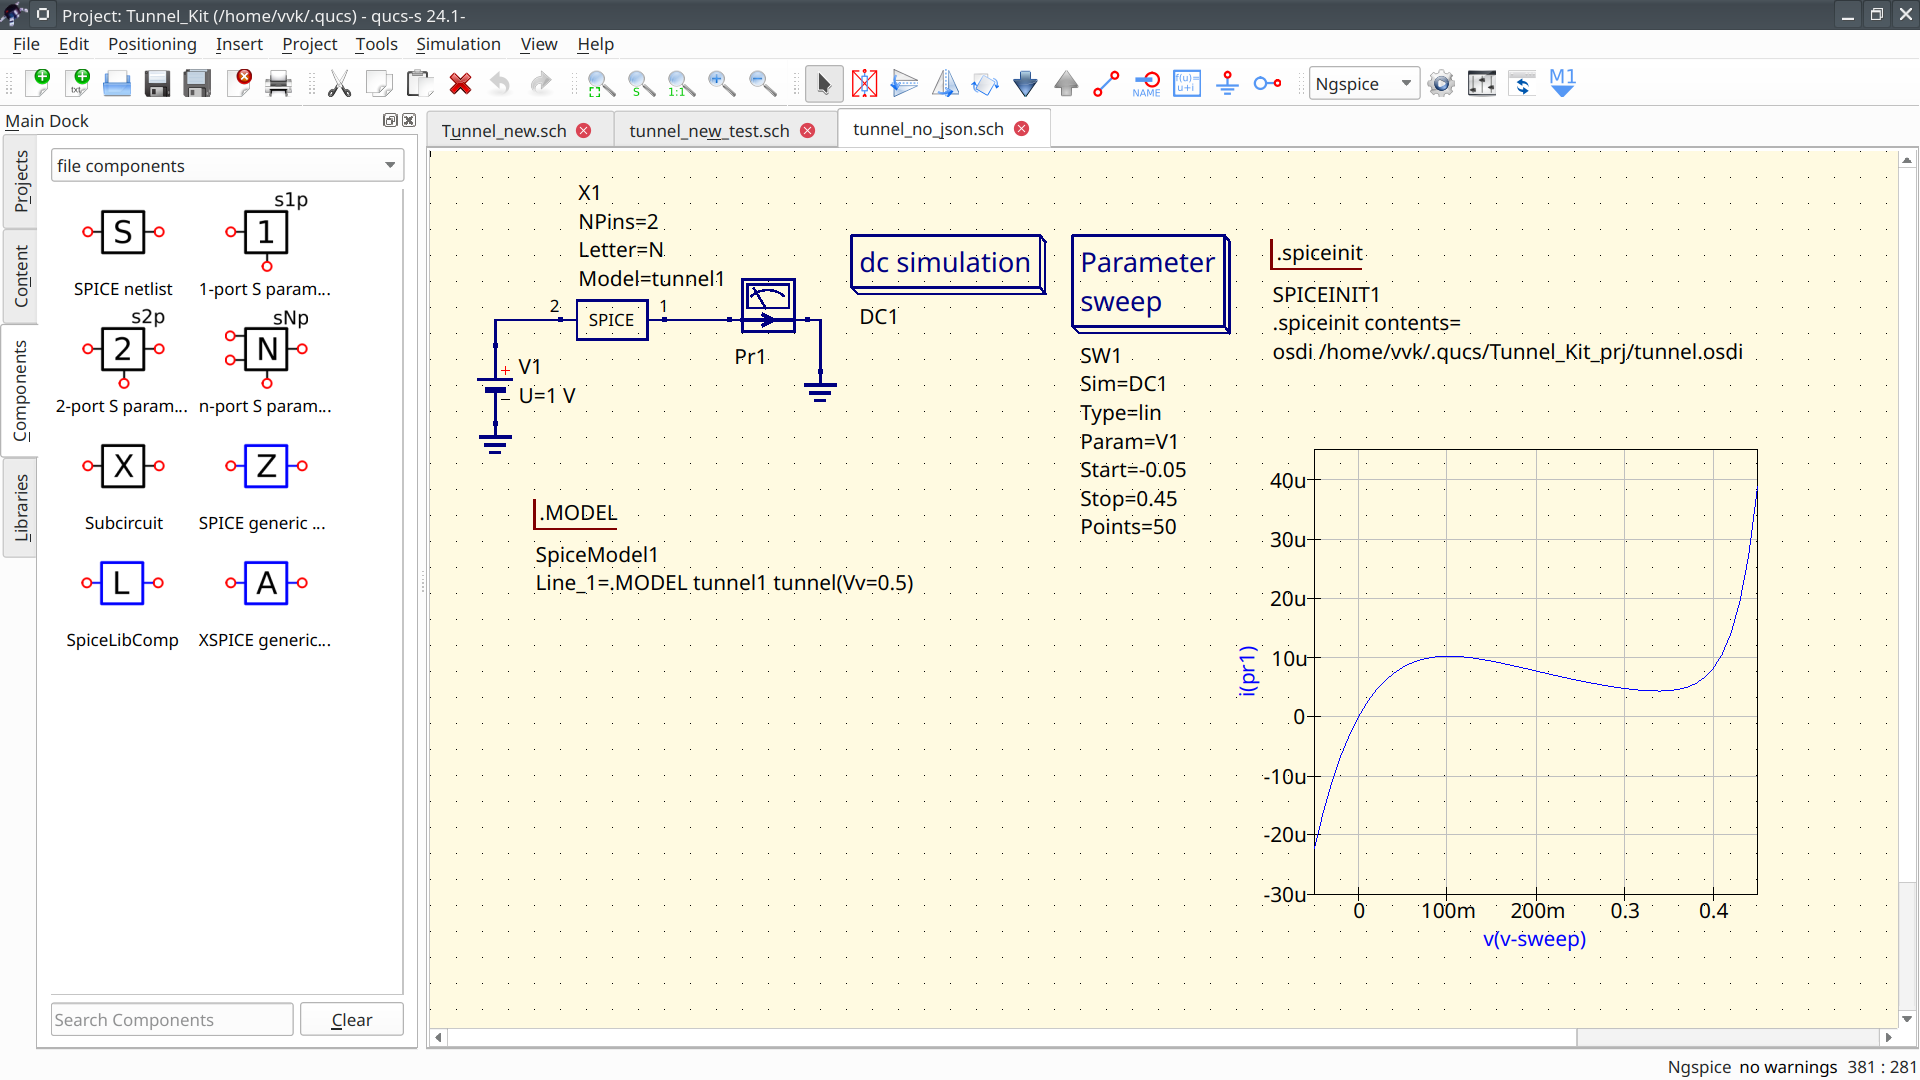 Project: Tunnel_Kit (/home/vvk/.qucs) - qucs-s 24.1-
File Edit Positioning Insert Project Tools Simulation View Help
txt
S
1:1
NAME
f(u)=
u+i
Ngspice
M1
Main Dock
Projects
Content
Components
Libraries
file components
S
SPICE netlist
s1p
1
1-port S param...
s2p
2
2-port S param...
sNp
N
n-port S param...
X
Subcircuit
Z
SPICE generic ...
L
SpiceLibComp
A
XSPICE generic...
Search Components
Clear
Tunnel_new.sch
tunnel_new_test.sch
tunnel_no_json.sch
X1
NPins=2
Letter=N
Model=tunnel1
2
SPICE
1
Pr1
+
−
V1
U=1 V
dc simulation
DC1
Parameter
sweep
SW1
Sim=DC1
Type=lin
Param=V1
Start=-0.05
Stop=0.45
Points=50
.spiceinit
SPICEINIT1
.spiceinit contents=
osdi /home/vvk/.qucs/Tunnel_Kit_prj/tunnel.osdi
.MODEL
SpiceModel1
Line_1=.MODEL tunnel1 tunnel(Vv=0.5)
40u
30u
20u
10u
0
-10u
-20u
-30u
i(pr1)
0 100m 200m 0.3 0.4
v(v-sweep)
Ngspice no warnings 381 : 281